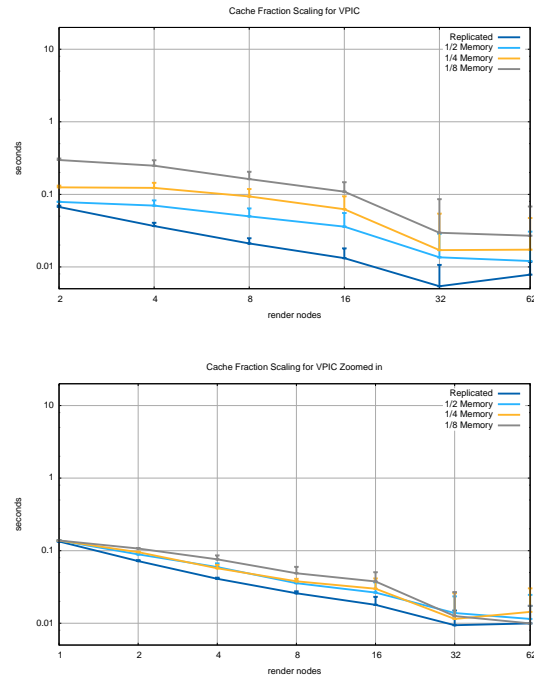 Cache Fraction Scaling for VPIC
Replicated
1/2 Memory
1/4 Memory
1/8 Memory
10
1
0.1
0.01
seconds
2 4 8 16 32 62
render nodes
Cache Fraction Scaling for VPIC Zoomed in
Replicated
1/2 Memory
1/4 Memory
1/8 Memory
10
1
0.1
0.01
seconds
1 2 4 8 16 32 62
render nodes